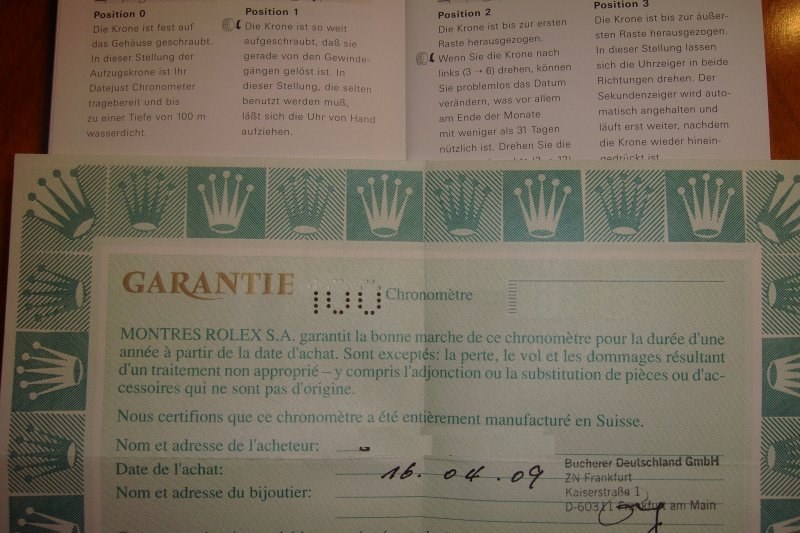 Position 0
Die Krone ist fest auf
das Gehäuse geschraubt.
In dieser Stellung der
Aufzugskrone ist Ihr
Datejust Chronometer
tragebereit und bis
zu einer Tiefe von 100 m
wasserdicht.
Position 1
Die Krone ist so weit
aufgeschraubt, daß sie
gerade von den Gewinde-
gängen gelöst ist. In
dieser Stellung, die selten
benutzt werden muß,
läßt sich die Uhr von Hand
aufziehen.
Position 2
Die Krone ist bis zur ersten
Raste herausgezogen.
Wenn Sie die Krone nach
links (3 → 6) drehen, können
Sie problemlos das Datum
verändern, was vor allem
am Ende der Monate
mit weniger als 31 Tagen
nützlich ist. Drehen Sie die
Position 3
Die Krone ist bis zur äußer-
sten Raste herausgezogen.
In dieser Stellung lassen
sich die Uhrzeiger in beide
Richtungen drehen. Der
Sekundenzeiger wird auto-
matisch angehalten und
läuft erst weiter, nachdem
die Krone wieder hinein-
gedrückt ist
GARANTIE 100 Chronomètre
MONTRES ROLEX S.A. garantit la bonne marche de ce chronomètre pour la durée d'une
année à partir de la date d'achat. Sont exceptés: la perte, le vol et les dommages résultant
d'un traitement non approprié – y compris l'adjonction ou la substitution de pièces ou d'ac-
cessoires qui ne sont pas d'origine.
Nous certifions que ce chronomètre a été entièrement manufacturé en Suisse.
Nom et adresse de l'acheteur:
Date de l'achat: 16. 04. 09
Nom et adresse du bijoutier:
Bucherer Deutschland GmbH
ZN Frankfurt
Kaiserstraße 1
D-60311 Frankfurt am Main